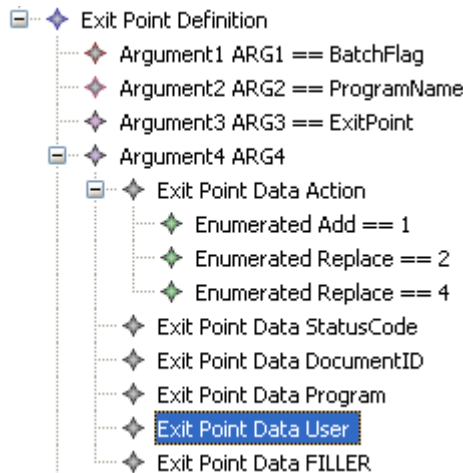 Exit Point Definition
Argument1 ARG1 == BatchFlag
Argument2 ARG2 == ProgramName
Argument3 ARG3 == ExitPoint
Argument4 ARG4
Exit Point Data Action
Enumerated Add == 1
Enumerated Replace == 2
Enumerated Replace == 4
Exit Point Data StatusCode
Exit Point Data DocumentID
Exit Point Data Program
Exit Point Data User
Exit Point Data FILLER